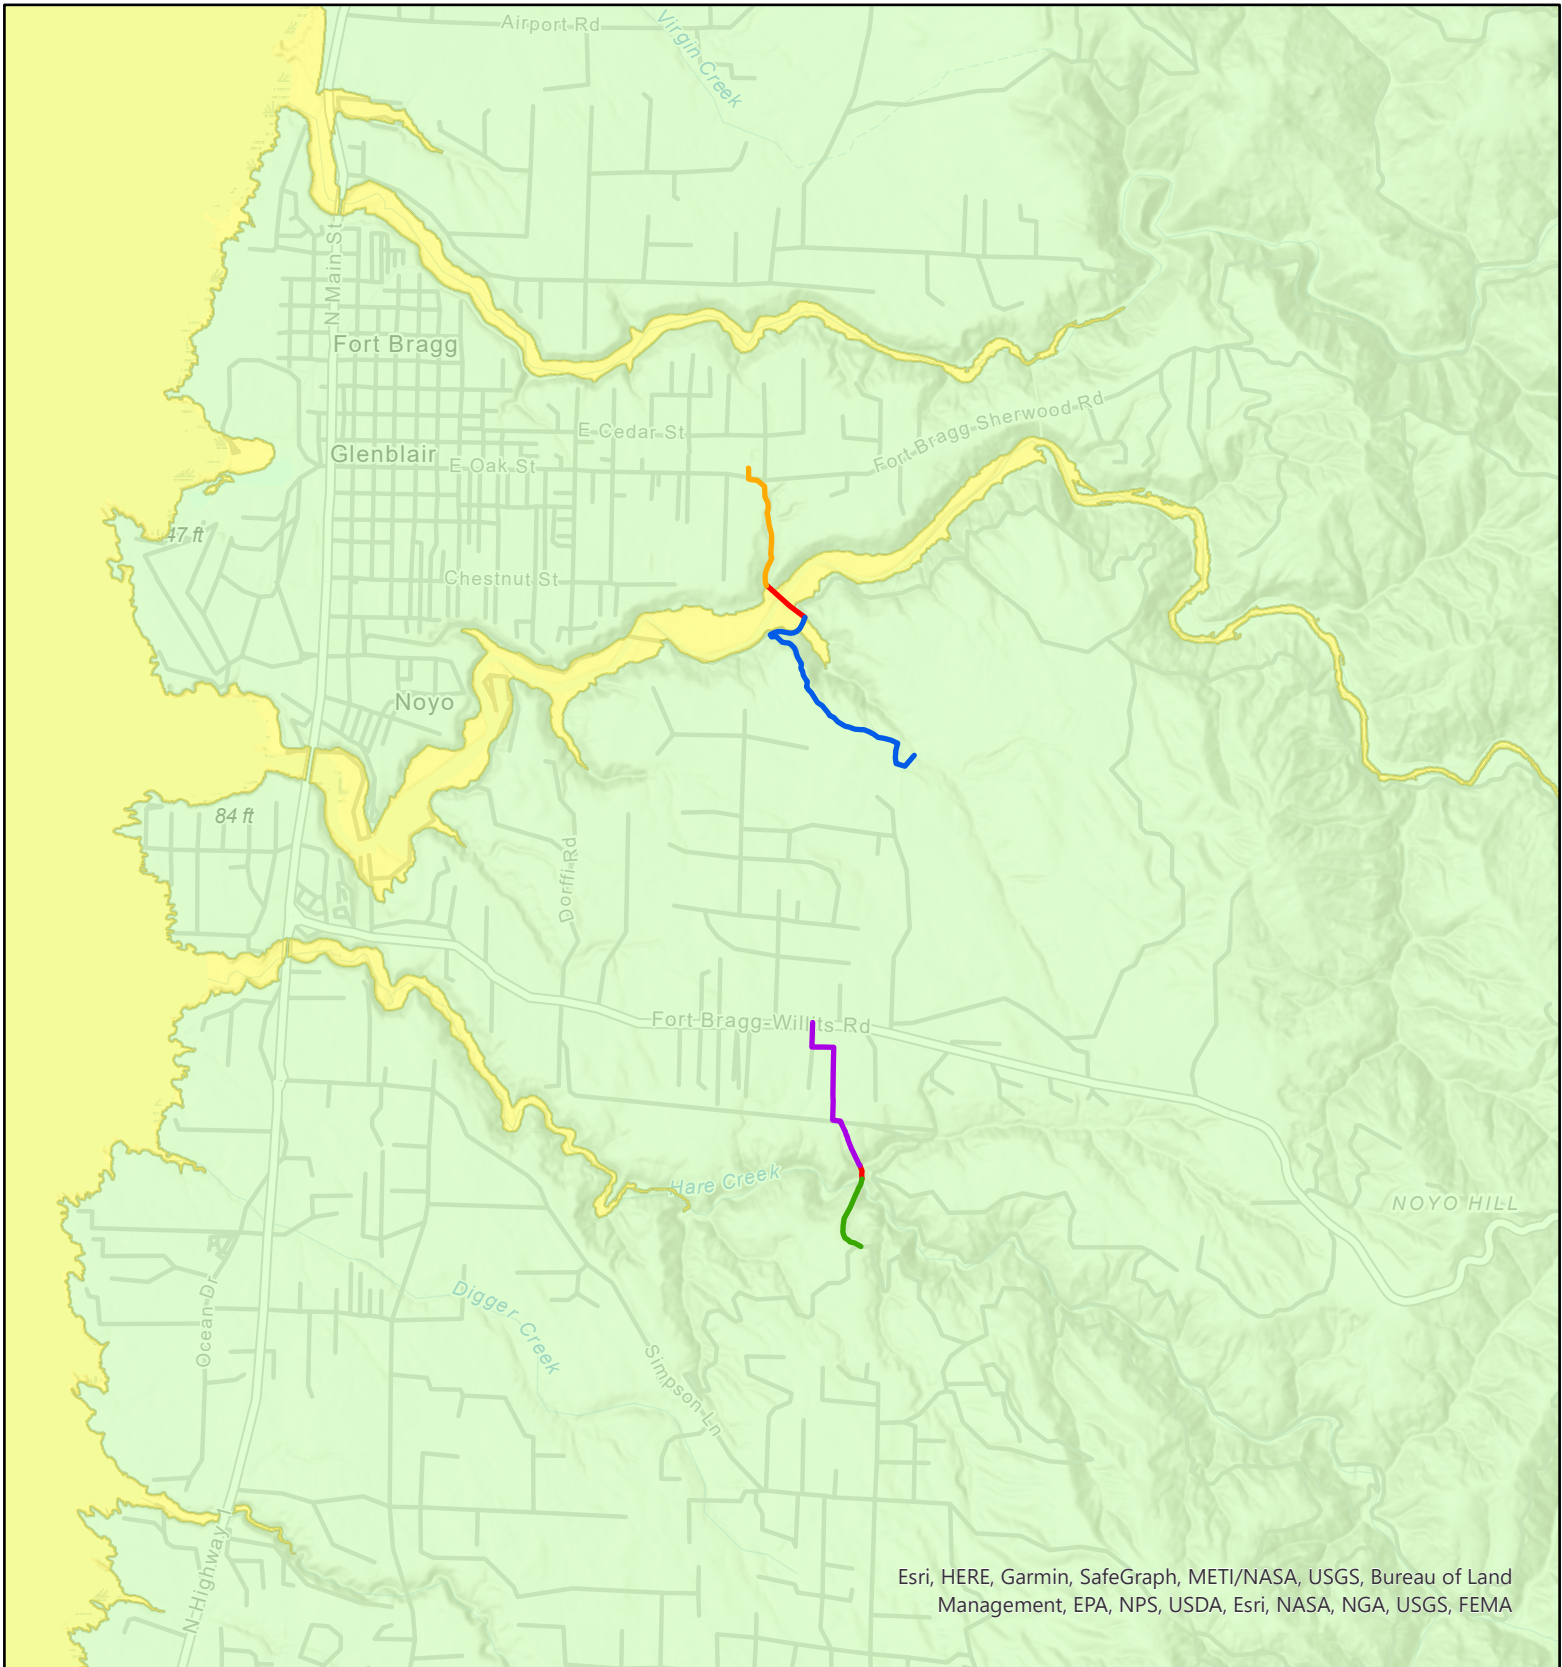 Airport Rd
Virgin Creek
N Main St
Fort Bragg
E Cedar St
Fort Bragg Sherwood Rd
Glenblair
E Oak St
47 ft
Chestnut St
Noyo
84 ft
Dorffi Rd
Fort Bragg-Willits Rd
Hare Creek
NOYO HILL
Ocean Dr
Digger Creek
Simpson Ln
N Highway 1
Esri, HERE, Garmin, SafeGraph, METI/NASA, USGS, Bureau of Land
Management, EPA, NPS, USDA, Esri, NASA, NGA, USGS, FEMA